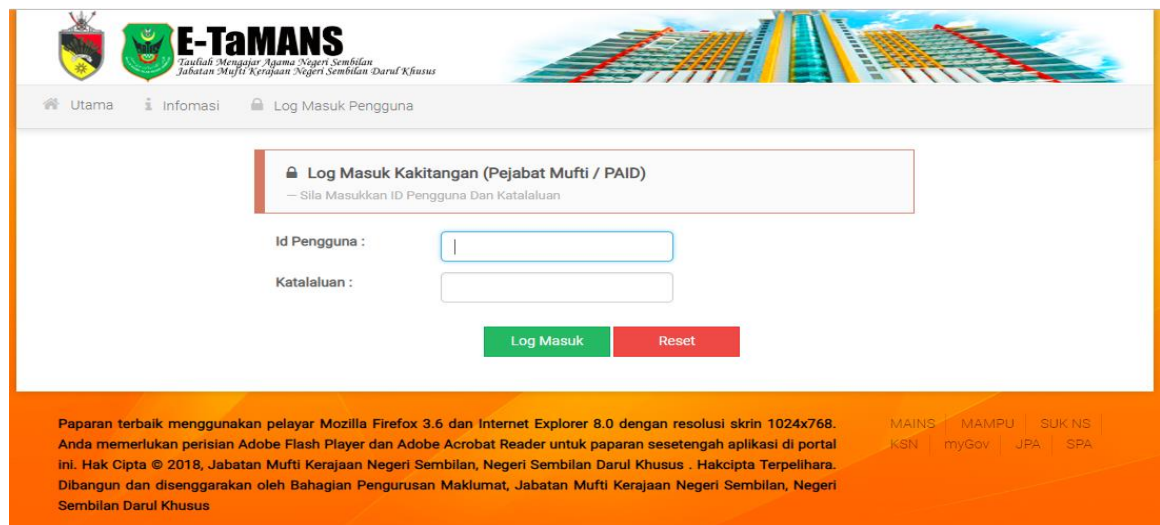 E-TaMANS
Tauliah Mengajar Agama Negeri Sembilan
Jabatan Mufti Kerajaan Negeri Sembilan Darul Khusus
Utama
Infomasi
Log Masuk Pengguna
Log Masuk Kakitangan (Pejabat Mufti / PAID)
— Sila Masukkan ID Pengguna Dan Katalaluan
Id Pengguna :
Katalaluan :
Log Masuk
Reset
Paparan terbaik menggunakan pelayar Mozilla Firefox 3.6 dan Internet Explorer 8.0 dengan resolusi skrin 1024x768.
Anda memerlukan perisian Adobe Flash Player dan Adobe Acrobat Reader untuk paparan sesetengah aplikasi di portal
ini. Hak Cipta © 2018, Jabatan Mufti Kerajaan Negeri Sembilan, Negeri Sembilan Darul Khusus . Hakcipta Terpelihara.
Dibangun dan disenggarakan oleh Bahagian Pengurusan Maklumat, Jabatan Mufti Kerajaan Negeri Sembilan, Negeri
Sembilan Darul Khusus
MAINS | MAMPU | SUK NS |
KSN | myGov | JPA | SPA